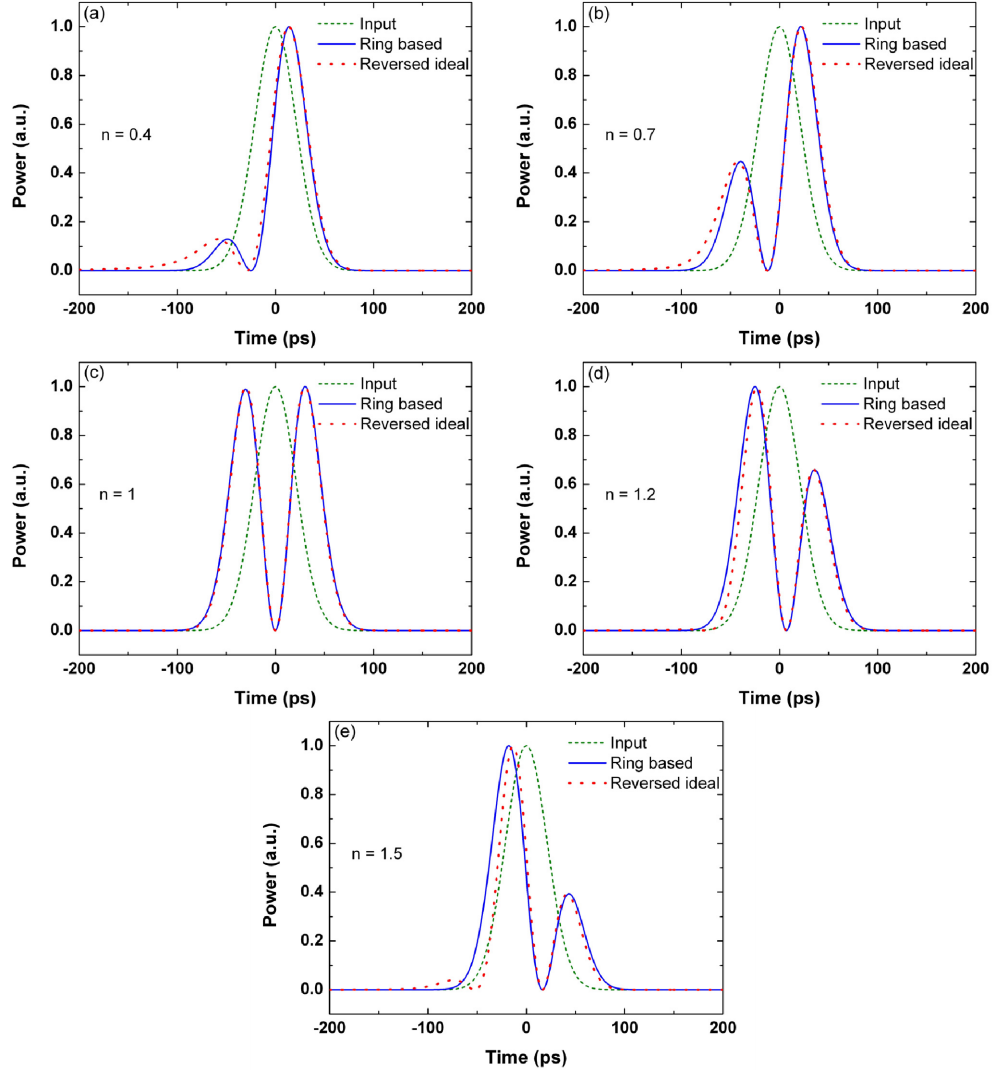 (a)
Input
Ring based
Reversed ideal
n = 0.4
Power (a.u.)
1.0
0.8
0.6
0.4
0.2
0.0
-200 -100 0 100 200
Time (ps)
(b)
Input
Ring based
Reversed ideal
n = 0.7
Power (a.u.)
1.0
0.8
0.6
0.4
0.2
0.0
-200 -100 0 100 200
Time (ps)
(c)
Input
Ring based
Reversed ideal
n = 1
Power (a.u.)
1.0
0.8
0.6
0.4
0.2
0.0
-200 -100 0 100 200
Time (ps)
(d)
Input
Ring based
Reversed ideal
n = 1.2
Power (a.u.)
1.0
0.8
0.6
0.4
0.2
0.0
-200 -100 0 100 200
Time (ps)
(e)
Input
Ring based
Reversed ideal
n = 1.5
Power (a.u.)
1.0
0.8
0.6
0.4
0.2
0.0
-200 -100 0 100 200
Time (ps)